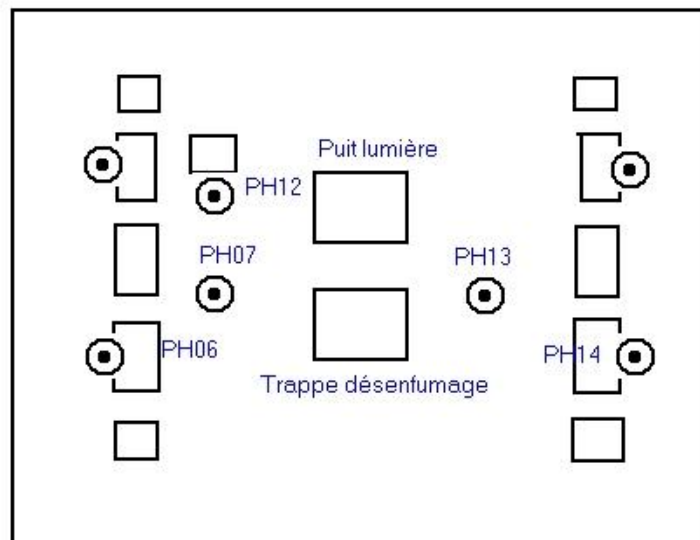 Puit lumière
PH12
PH07
PH13
PH06
PH14
Trappe désenfumage